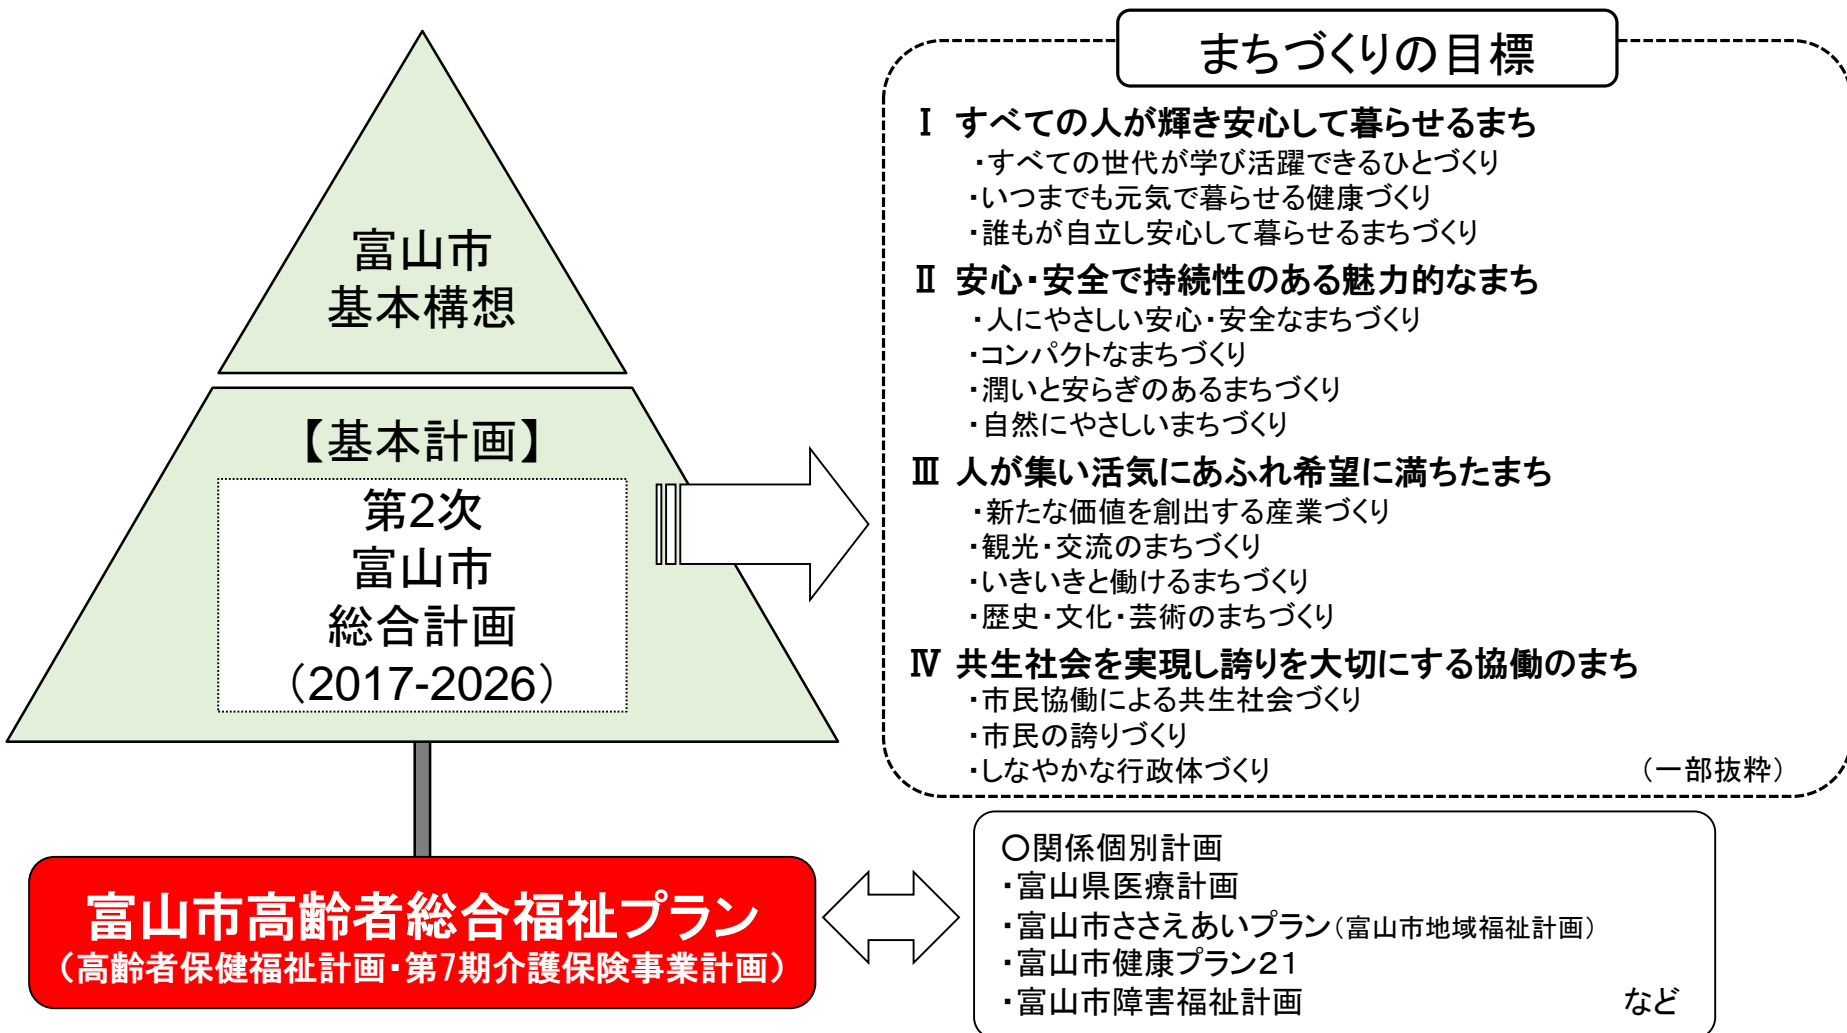 富山市
基本構想
【基本計画】
第2次
富山市
総合計画
（2017-2026）
まちづくりの目標
Ⅰ すべての人が輝き安心して暮らせるまち
・すべての世代が学び活躍できるひとづくり
・いつまでも元気で暮らせる健康づくり
・誰もが自立し安心して暮らせるまちづくり
Ⅱ 安心・安全で持続性のある魅力的なまち
・人にやさしい安心・安全なまちづくり
・コンパクトなまちづくり
・潤いと安らぎのあるまちづくり
・自然にやさしいまちづくり
Ⅲ 人が集い活気にあふれ希望に満ちたまち
・新たな価値を創出する産業づくり
・観光・交流のまちづくり
・いきいきと働けるまちづくり
・歴史・文化・芸術のまちづくり
Ⅳ 共生社会を実現し誇りを大切にする協働のまち
・市民協働による共生社会づくり
・市民の誇りづくり
・しなやかな行政体づくり （一部抜粋）
富山市高齢者総合福祉プラン
（高齢者保健福祉計画・第7期介護保険事業計画）
○関係個別計画
・富山県医療計画
・富山市ささえあいプラン（富山市地域福祉計画）
・富山市健康プラン２１
・富山市障害福祉計画 など